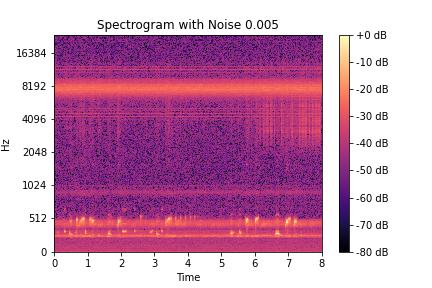 Spectrogram with Noise 0.005
+0 dB
16384
-10 dB
8192
-20 dB
4096
-30 dB
Hz
-40 dB
2048
-50 dB
1024
-60 dB
512
-70 dB
0
-80 dB
0 1 2 3 4 5 6 7 8
Time